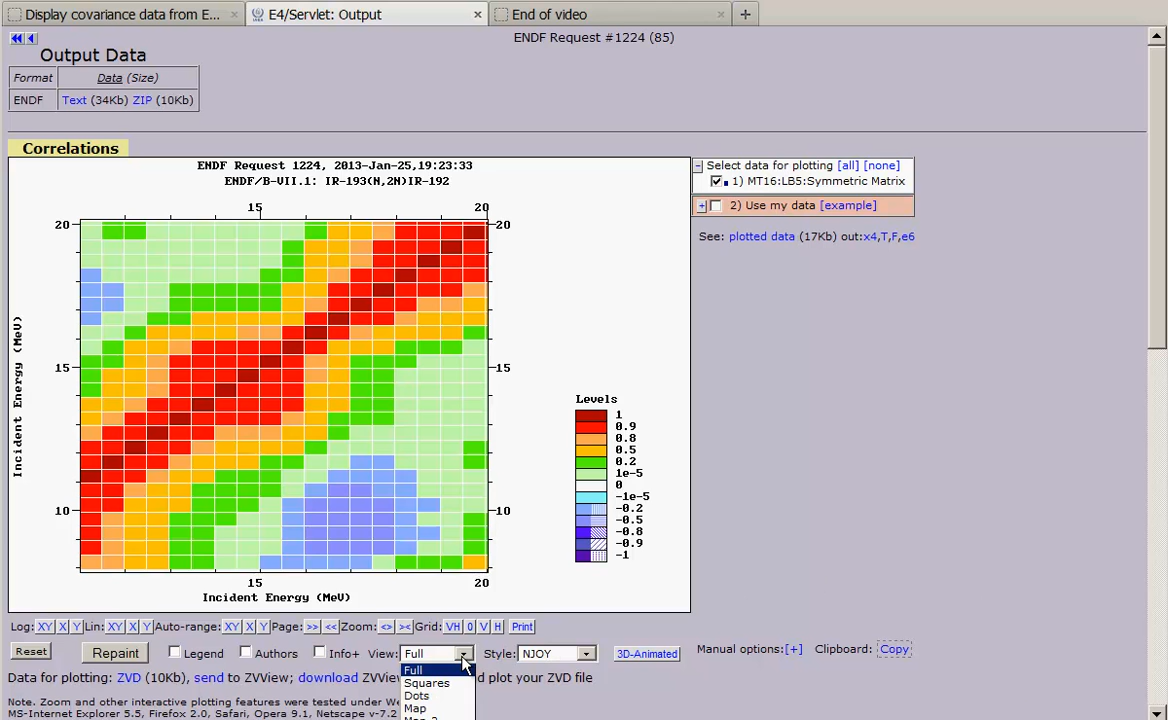 Display covariance data from E...
E4/Servlet: Output
End of video
ENDF Request #1224 (85)
Output Data
Format Data (Size)
ENDF Text (34Kb) ZIP (10Kb)
Correlations
ENDF Request 1224, 2013-Jan-25,19:23:33
ENDF/B-VII.1: IR-193(N,2N)IR-192
Select data for plotting [all] [none]
1) MT16:LB5:Symmetric Matrix
2) Use my data [example]
See: plotted data (17Kb) out:x4,T,F,e6
15 20
20 20
15 15
10 10
15 20
Incident Energy (MeV)
Incident Energy (MeV)
Levels
1
0.9
0.8
0.5
0.2
1e-5
0
-1e-5
-0.2
-0.5
-0.8
-0.9
-1
Log: XY X Y Lin: XY X Y Auto-range: XY X Y Page: >> << Zoom: <> >< Grid: VH 0 V H Print
Reset Repaint Legend Authors Info+ View: Full Style: NJOY 3D-Animated Manual options:[+] Clipboard: Copy
Full
Squares
Dots
Map
Data for plotting: ZVD (10Kb), send to ZVView; download ZVVie d plot your ZVD file
Note. Zoom and other interactive plotting features were tested under We
MS-Internet Explorer 5.5, Firefox 2.0, Safari, Opera 9.1, Netscape v-7.2